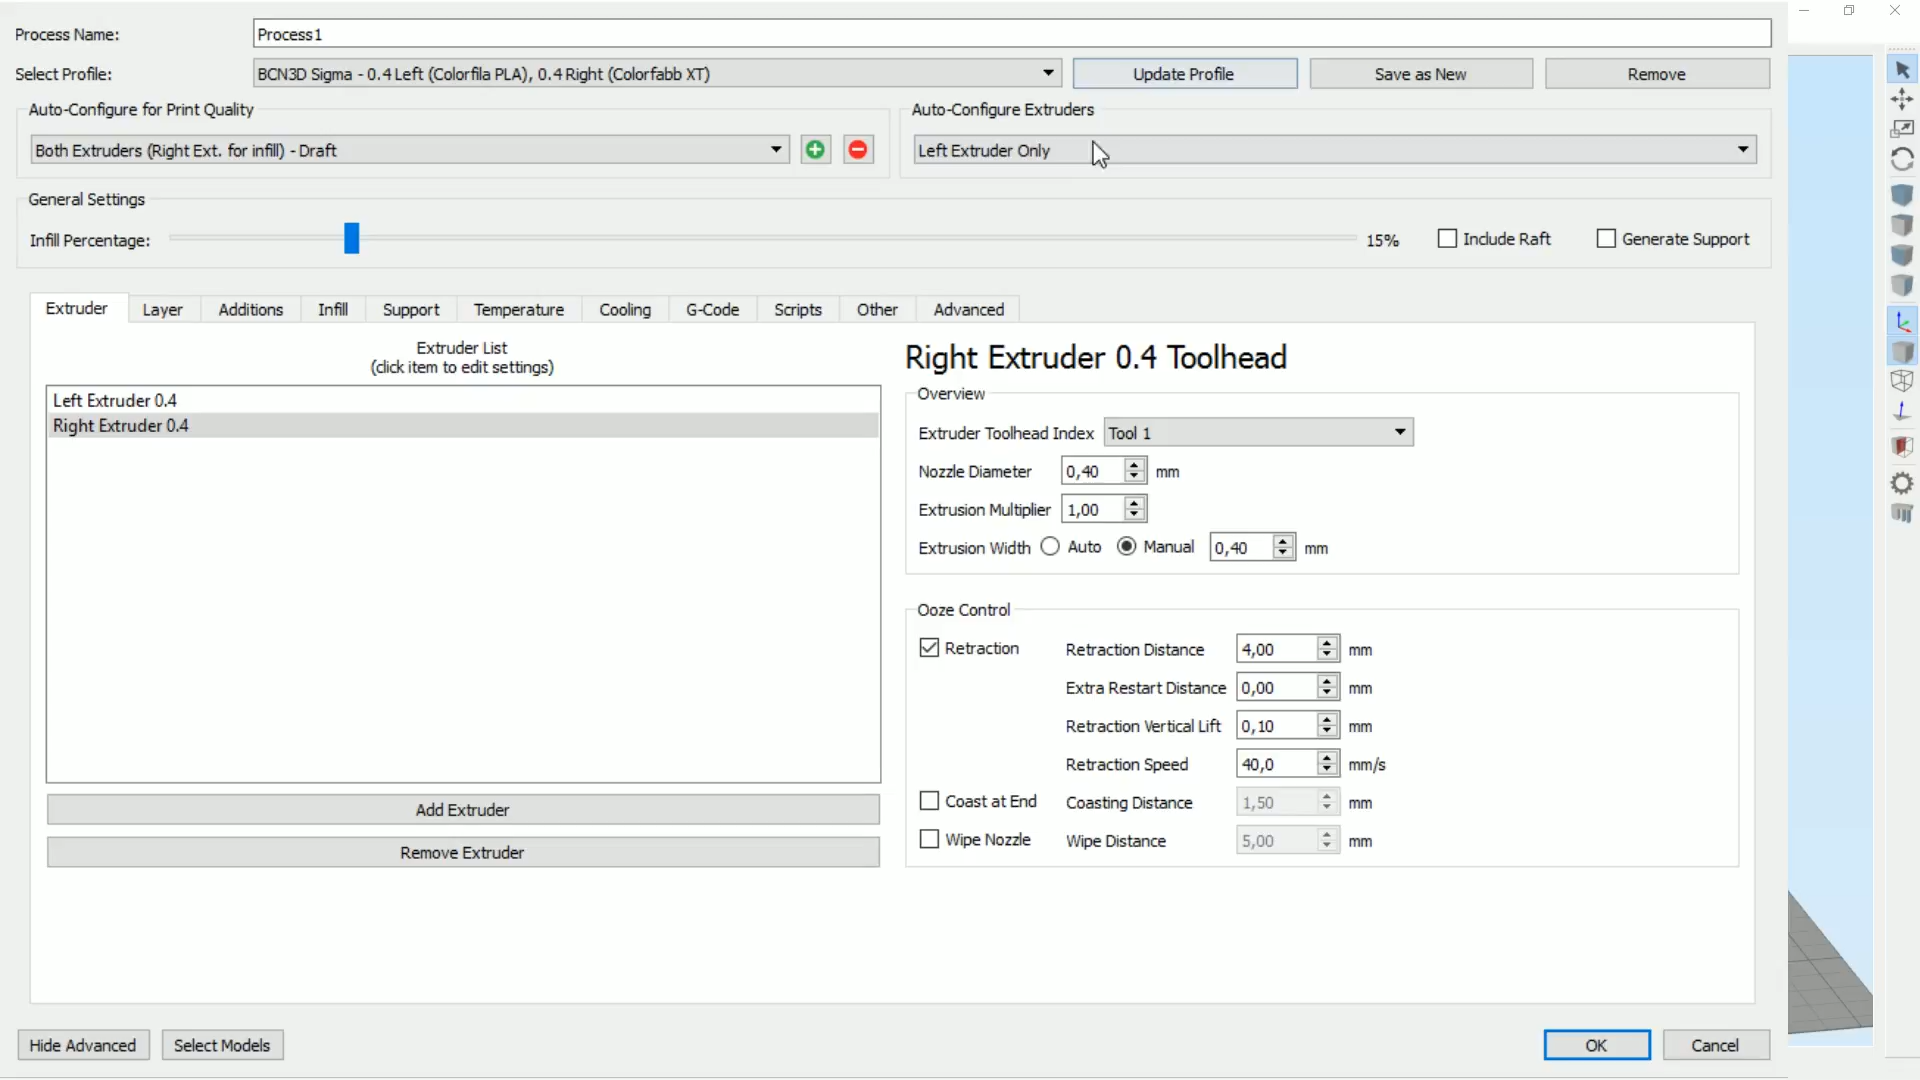 Process Name:
Process1
Select Profile:
BCN3D Sigma - 0.4 Left (Colorfila PLA), 0.4 Right (Colorfabb XT)
Update Profile
Save as New
Remove
Auto-Configure for Print Quality
Both Extruders (Right Ext. for infill) - Draft
Auto-Configure Extruders
Left Extruder Only
General Settings
Infill Percentage:
15%
Include Raft
Generate Support
Extruder
Layer
Additions
Infill
Support
Temperature
Cooling
G-Code
Scripts
Other
Advanced
Extruder List
(click item to edit settings)
Left Extruder 0.4
Right Extruder 0.4
Add Extruder
Remove Extruder
Right Extruder 0.4 Toolhead
Overview
Extruder Toolhead Index Tool 1
Nozzle Diameter 0,40 mm
Extrusion Multiplier 1,00
Extrusion Width Auto Manual 0,40 mm
Ooze Control
Retraction Retraction Distance 4,00 mm
Extra Restart Distance 0,00 mm
Retraction Vertical Lift 0,10 mm
Retraction Speed 40,0 mm/s
Coast at End Coasting Distance 1,50 mm
Wipe Nozzle Wipe Distance 5,00 mm
Hide Advanced
Select Models
OK
Cancel